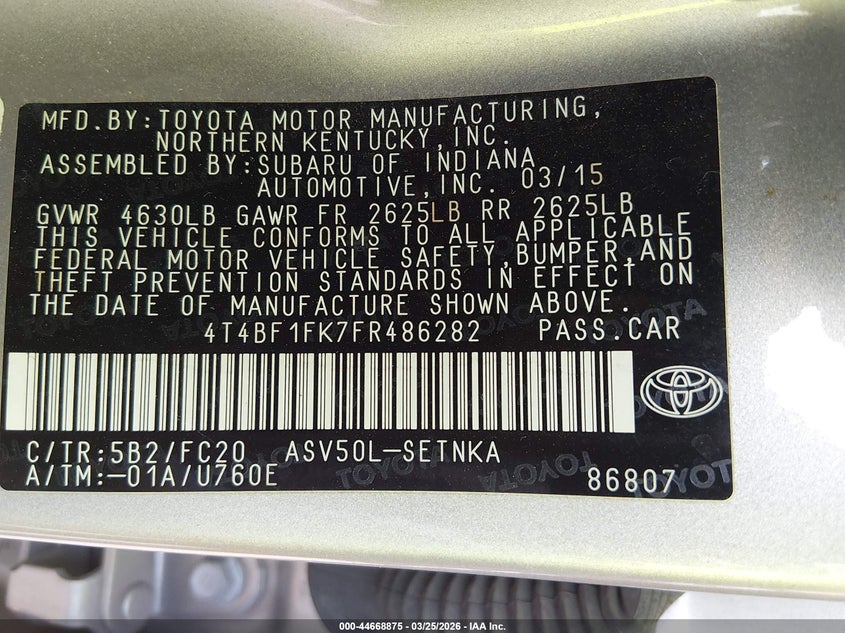 MFD.BY:TOYOTA MOTOR MANUFACTURING,
NORTHERN KENTUCKY,INC.
ASSEMBLED BY:SUBARU OF INDIANA
AUTOMOTIVE,INC. 03/15
GVWR 4630LB GAWR FR 2625LB RR 2625LB
THIS VEHICLE CONFORMS TO ALL APPLICABLE
FEDERAL MOTOR VEHICLE SAFETY,BUMPER,AND
THEFT PREVENTION STANDARDS IN EFFECT ON
THE DATE OF MANUFACTURE SHOWN ABOVE.
4T4BF1FK7FR486282 PASS.CAR
C/TR:5B2/FC20 ASV50L-SETNKA
A/TM:-01A/U760E 86807
TOYOTA
000-44668875 - 03/25/2026 - IAA Inc.